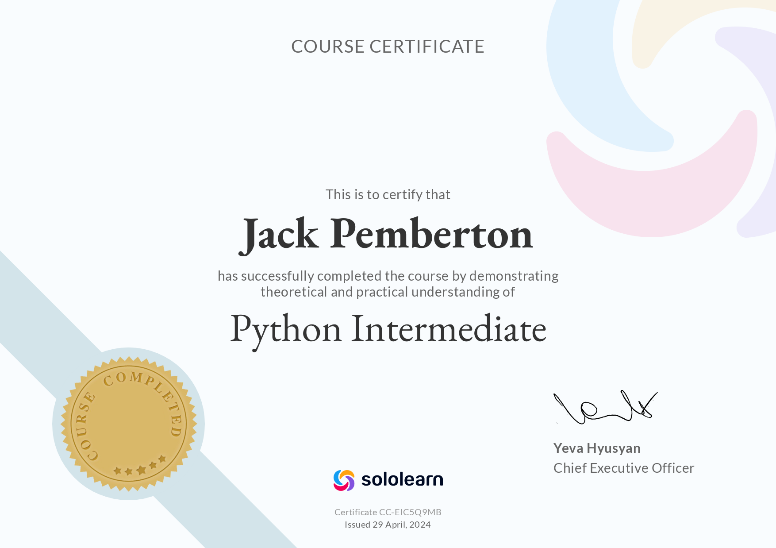 COURSE CERTIFICATE
This is to certify that
Jack Pemberton
has successfully completed the course by demonstrating
theoretical and practical understanding of
Python Intermediate
COURSE COMPLETED
Yeva Hyusyan
Chief Executive Officer
sololearn
Certificate CC-EIC5Q9MB
Issued 29 April, 2024